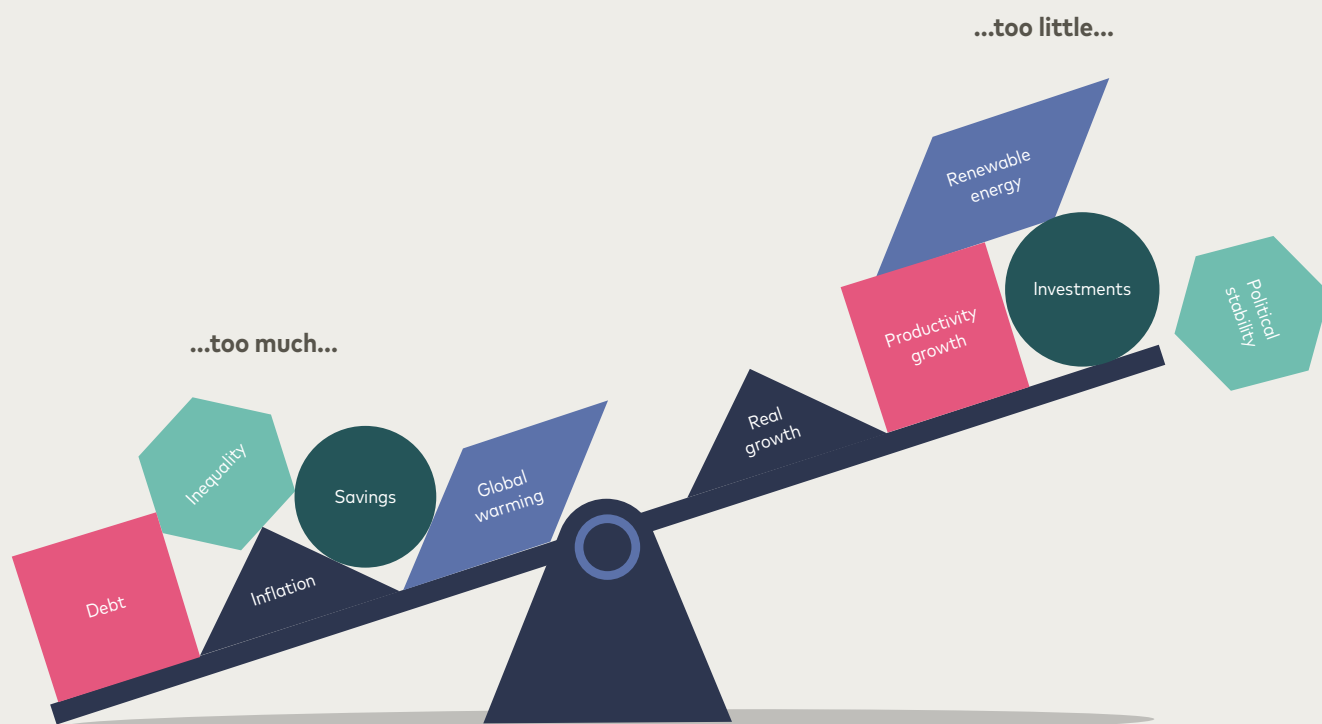 ...too little...
Renewable
energy
Productivity
growth
Investments
Political
stability
Real
growth
...too much...
Inequality
Savings
Global
warming
Debt
Inflation